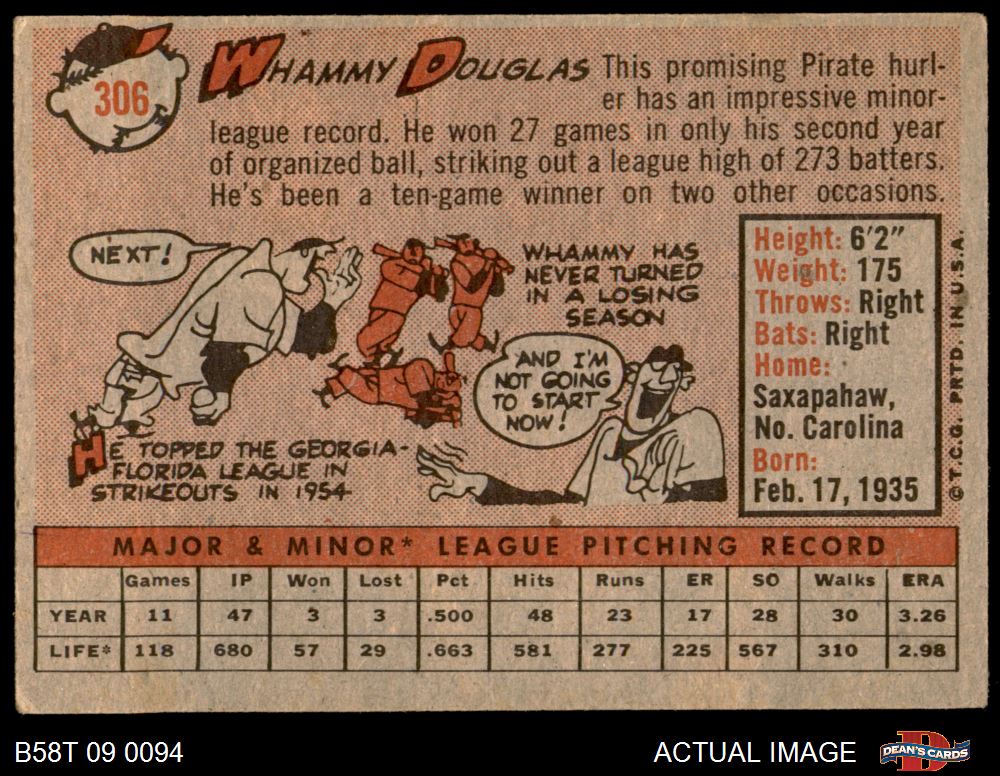 306
WHAMMY DOUGLAS This promising Pirate hurl-
er has an impressive minor-
league record. He won 27 games in only his second year
of organized ball, striking out a league high of 273 batters.
He's been a ten-game winner on two other occasions.
NEXT!
WHAMMY HAS
NEVER TURNED
IN A LOSING
SEASON
AND I'M
NOT GOING
TO START
NOW!
HE TOPPED THE GEORGIA-
FLORIDA LEAGUE IN
STRIKEOUTS IN 1954
Height: 6'2"
Weight: 175
Throws: Right
Bats: Right
Home:
Saxapahaw,
No. Carolina
Born:
Feb. 17, 1935
© T.C.G. PRTD. IN U.S.A.
MAJOR & MINOR* LEAGUE PITCHING RECORD
Games IP Won Lost Pct Hits Runs ER SO Walks ERA
YEAR 11 47 3 3 .500 48 23 17 28 30 3.26
LIFE* 118 680 57 29 .663 581 277 225 567 310 2.98
B58T 09 0094 ACTUAL IMAGE DEAN'S CARDS